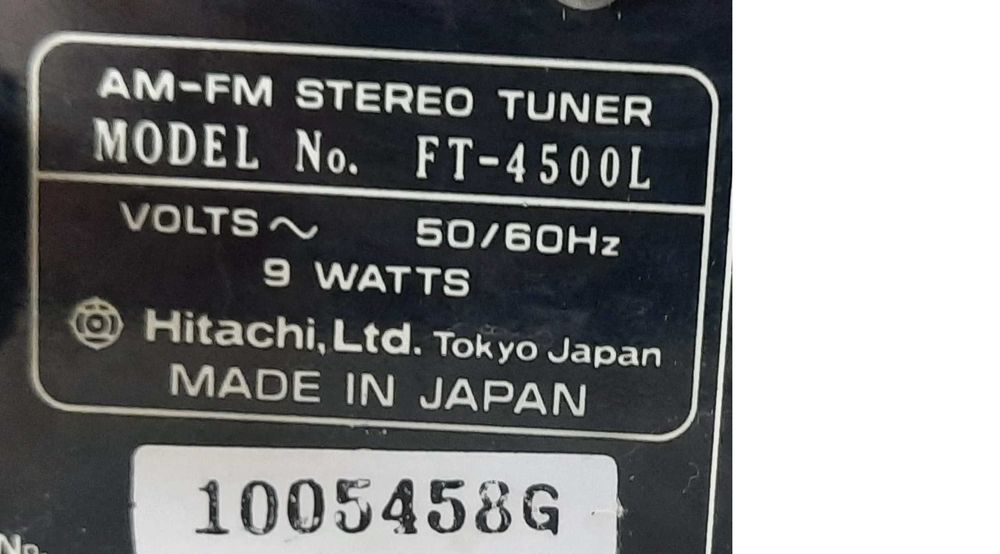 AM-FM STEREO TUNER
MODEL No. FT-4500L
VOLTS ~ 50/60Hz
9 WATTS
Hitachi, Ltd. Tokyo Japan
MADE IN JAPAN
1005458G
No.